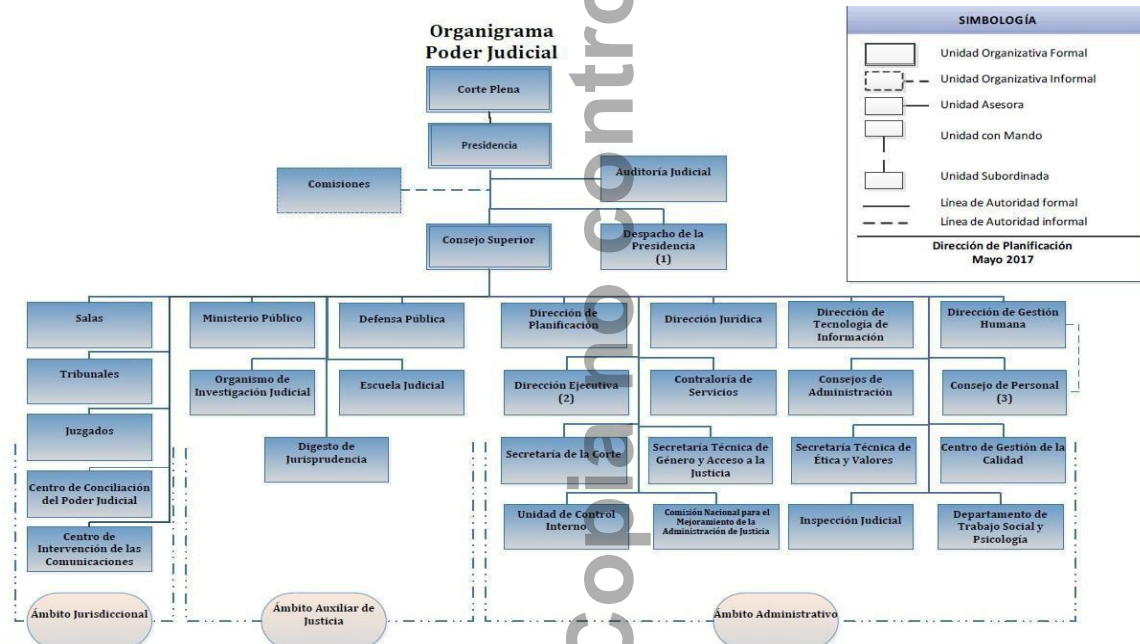 Organigrama
Poder Judicial
Corte Plena
Presidencia
Comisiones
Auditoría Judicial
Consejo Superior
Despacho de la
Presidencia
(1)
SIMBOLOGÍA
Unidad Organizativa Formal
Unidad Organizativa Informal
Unidad Asesora
Unidad con Mando
Unidad Subordinada
Línea de Autoridad formal
Línea de Autoridad informal
Dirección de Planificación
Mayo 2017
Salas
Tribunales
Juzgados
Centro de Conciliación
del Poder Judicial
Centro de
Intervención de las
Comunicaciones
Ámbito Jurisdiccional
Ministerio Público
Defensa Pública
Organismo de
Investigación Judicial
Escuela Judicial
Digesto de
Jurisprudencia
Ámbito Auxiliar de
Justicia
Dirección de
Planificación
Dirección Jurídica
Dirección de
Tecnología de
Información
Dirección de Gestión
Humana
Dirección Ejecutiva
(2)
Contraloría de
Servicios
Consejos de
Administración
Consejo de Personal
(3)
Secretaría de la Corte
Secretaría Técnica de
Género y Acceso a la
Justicia
Secretaría Técnica de
Ética y Valores
Centro de Gestión de la
Calidad
Unidad de Control
Interno
Comisión Nacional para el
Mejoramiento de la
Administración de Justicia
Inspección Judicial
Departamento de
Trabajo Social y
Psicología
Ámbito Administrativo
Copia no contro